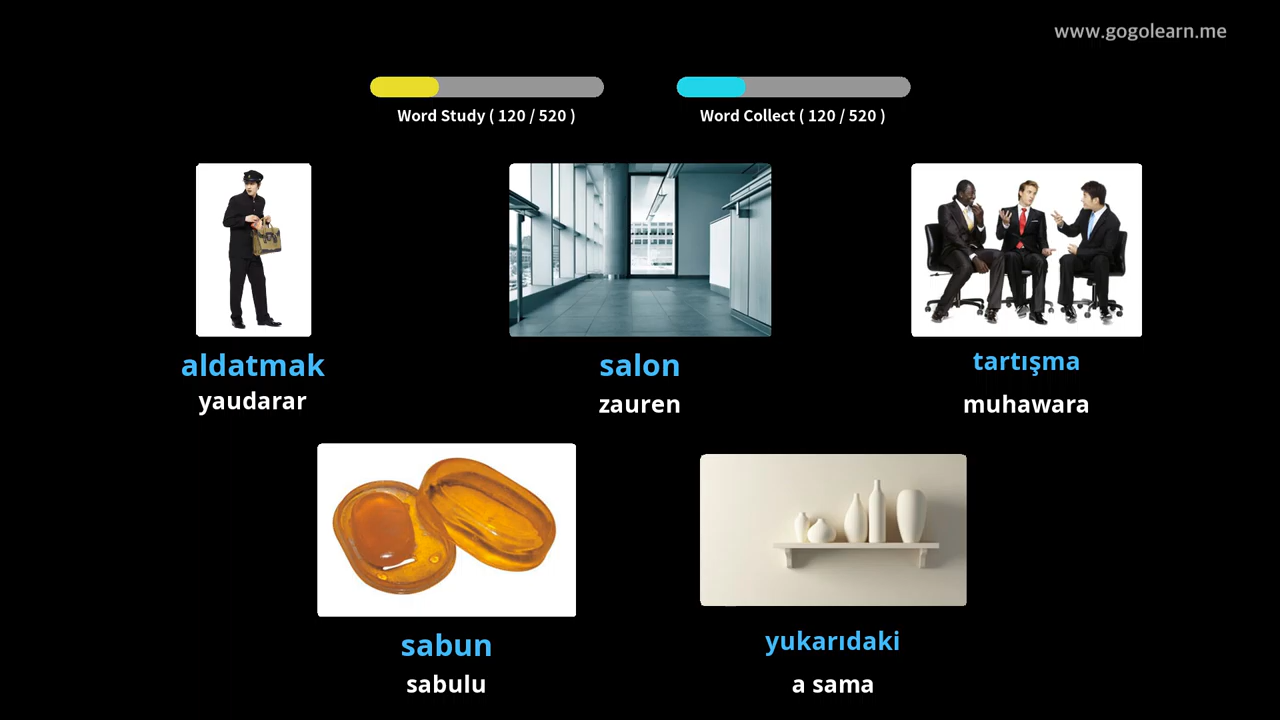 www.gogolearn.me
Word Study ( 120 / 520 )
Word Collect ( 120 / 520 )
aldatmak
yaudarar
salon
zauren
tartışma
muhawara
sabun
sabulu
yukarıdaki
a sama